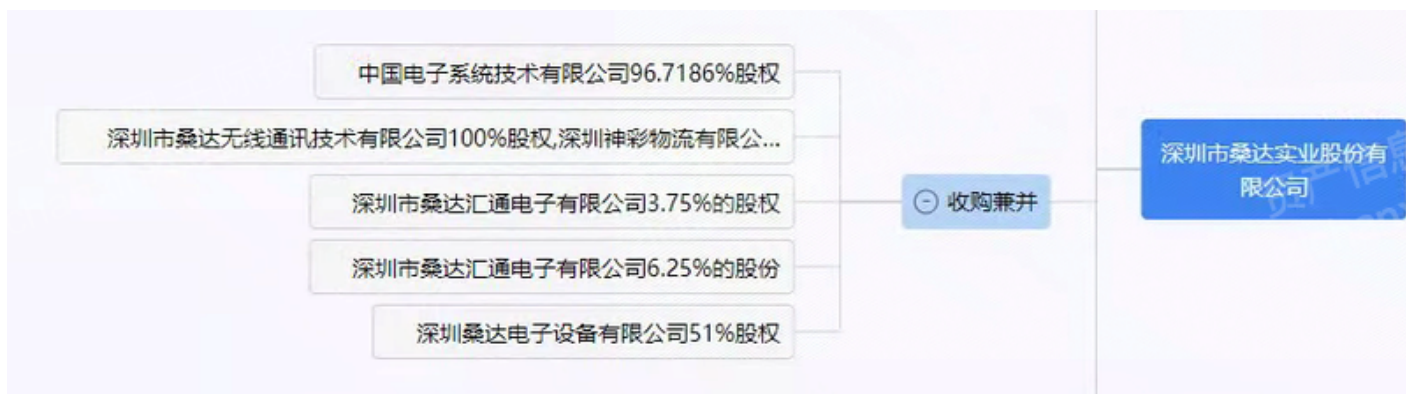 中国电子系统技术有限公司96.7186%股权
深圳市桑达无线通讯技术有限公司100%股权,深圳神彩物流有限公...
深圳市桑达汇通电子有限公司3.75%的股权
深圳市桑达汇通电子有限公司6.25%的股份
深圳桑达电子设备有限公司51%股权
收购兼并
深圳市桑达实业股份有
限公司